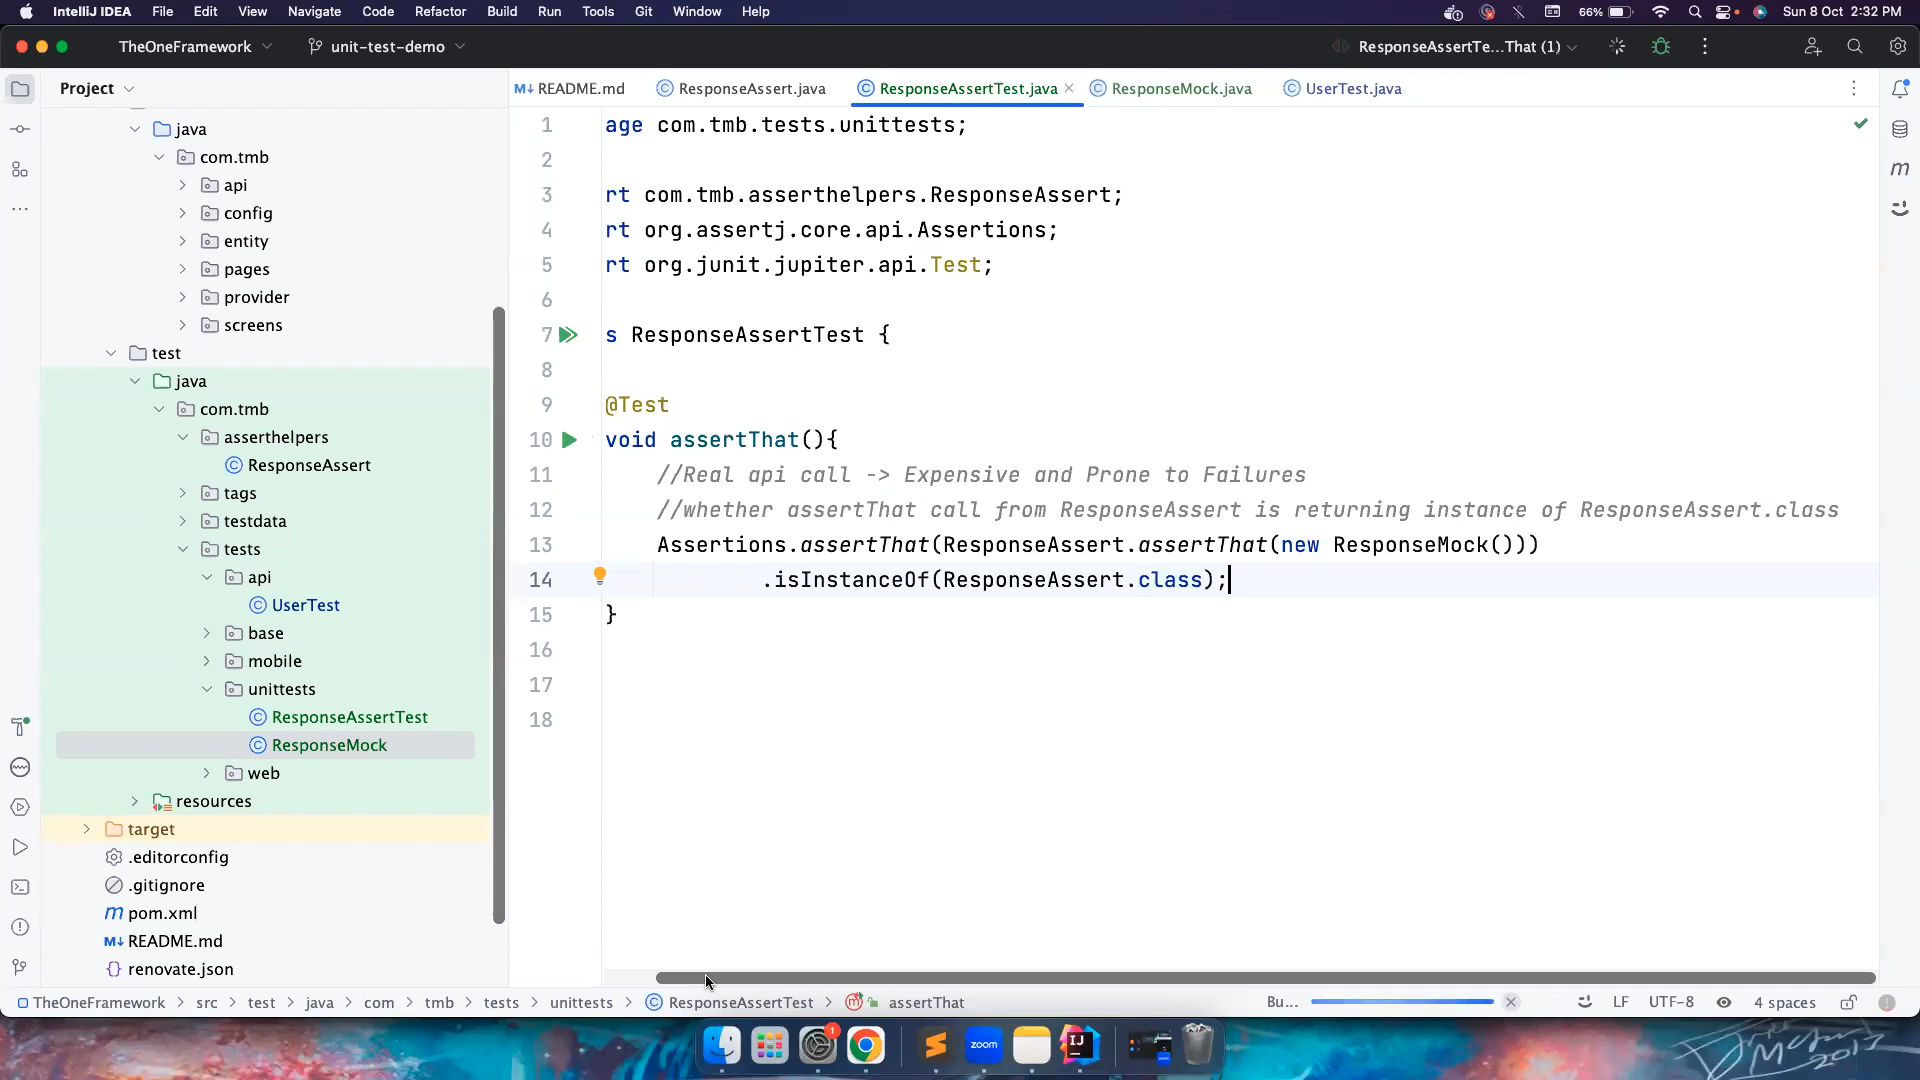 IntelliJ IDEA File Edit View Navigate Code Refactor Build Run Tools Git Window Help 66% Sun 8 Oct 2:32 PM
TheOneFramework unit-test-demo ResponseAssertTe...That (1)
Project
README.md ResponseAssert.java ResponseAssertTest.java ResponseMock.java UserTest.java
java
com.tmb
api
config
entity
pages
provider
screens
test
java
com.tmb
asserthelpers
ResponseAssert
tags
testdata
tests
api
UserTest
base
mobile
unittests
ResponseAssertTest
ResponseMock
web
resources
target
.editorconfig
.gitignore
pom.xml
README.md
renovate.json
1 age com.tmb.tests.unittests;
2
3 rt com.tmb.asserthelpers.ResponseAssert;
4 rt org.assertj.core.api.Assertions;
5 rt org.junit.jupiter.api.Test;
6
7 s ResponseAssertTest {
8
9 @Test
10 void assertThat(){
11 //Real api call -> Expensive and Prone to Failures
12 //whether assertThat call from ResponseAssert is returning instance of ResponseAssert.class
13 Assertions.assertThat(ResponseAssert.assertThat(new ResponseMock()))
14 .isInstanceOf(ResponseAssert.class);
15 }
16
17
18
TheOneFramework > src > test > java > com > tmb > tests > unittests > ResponseAssertTest > assertThat Bu... LF UTF-8 4 spaces
1 zoom IJ
2017